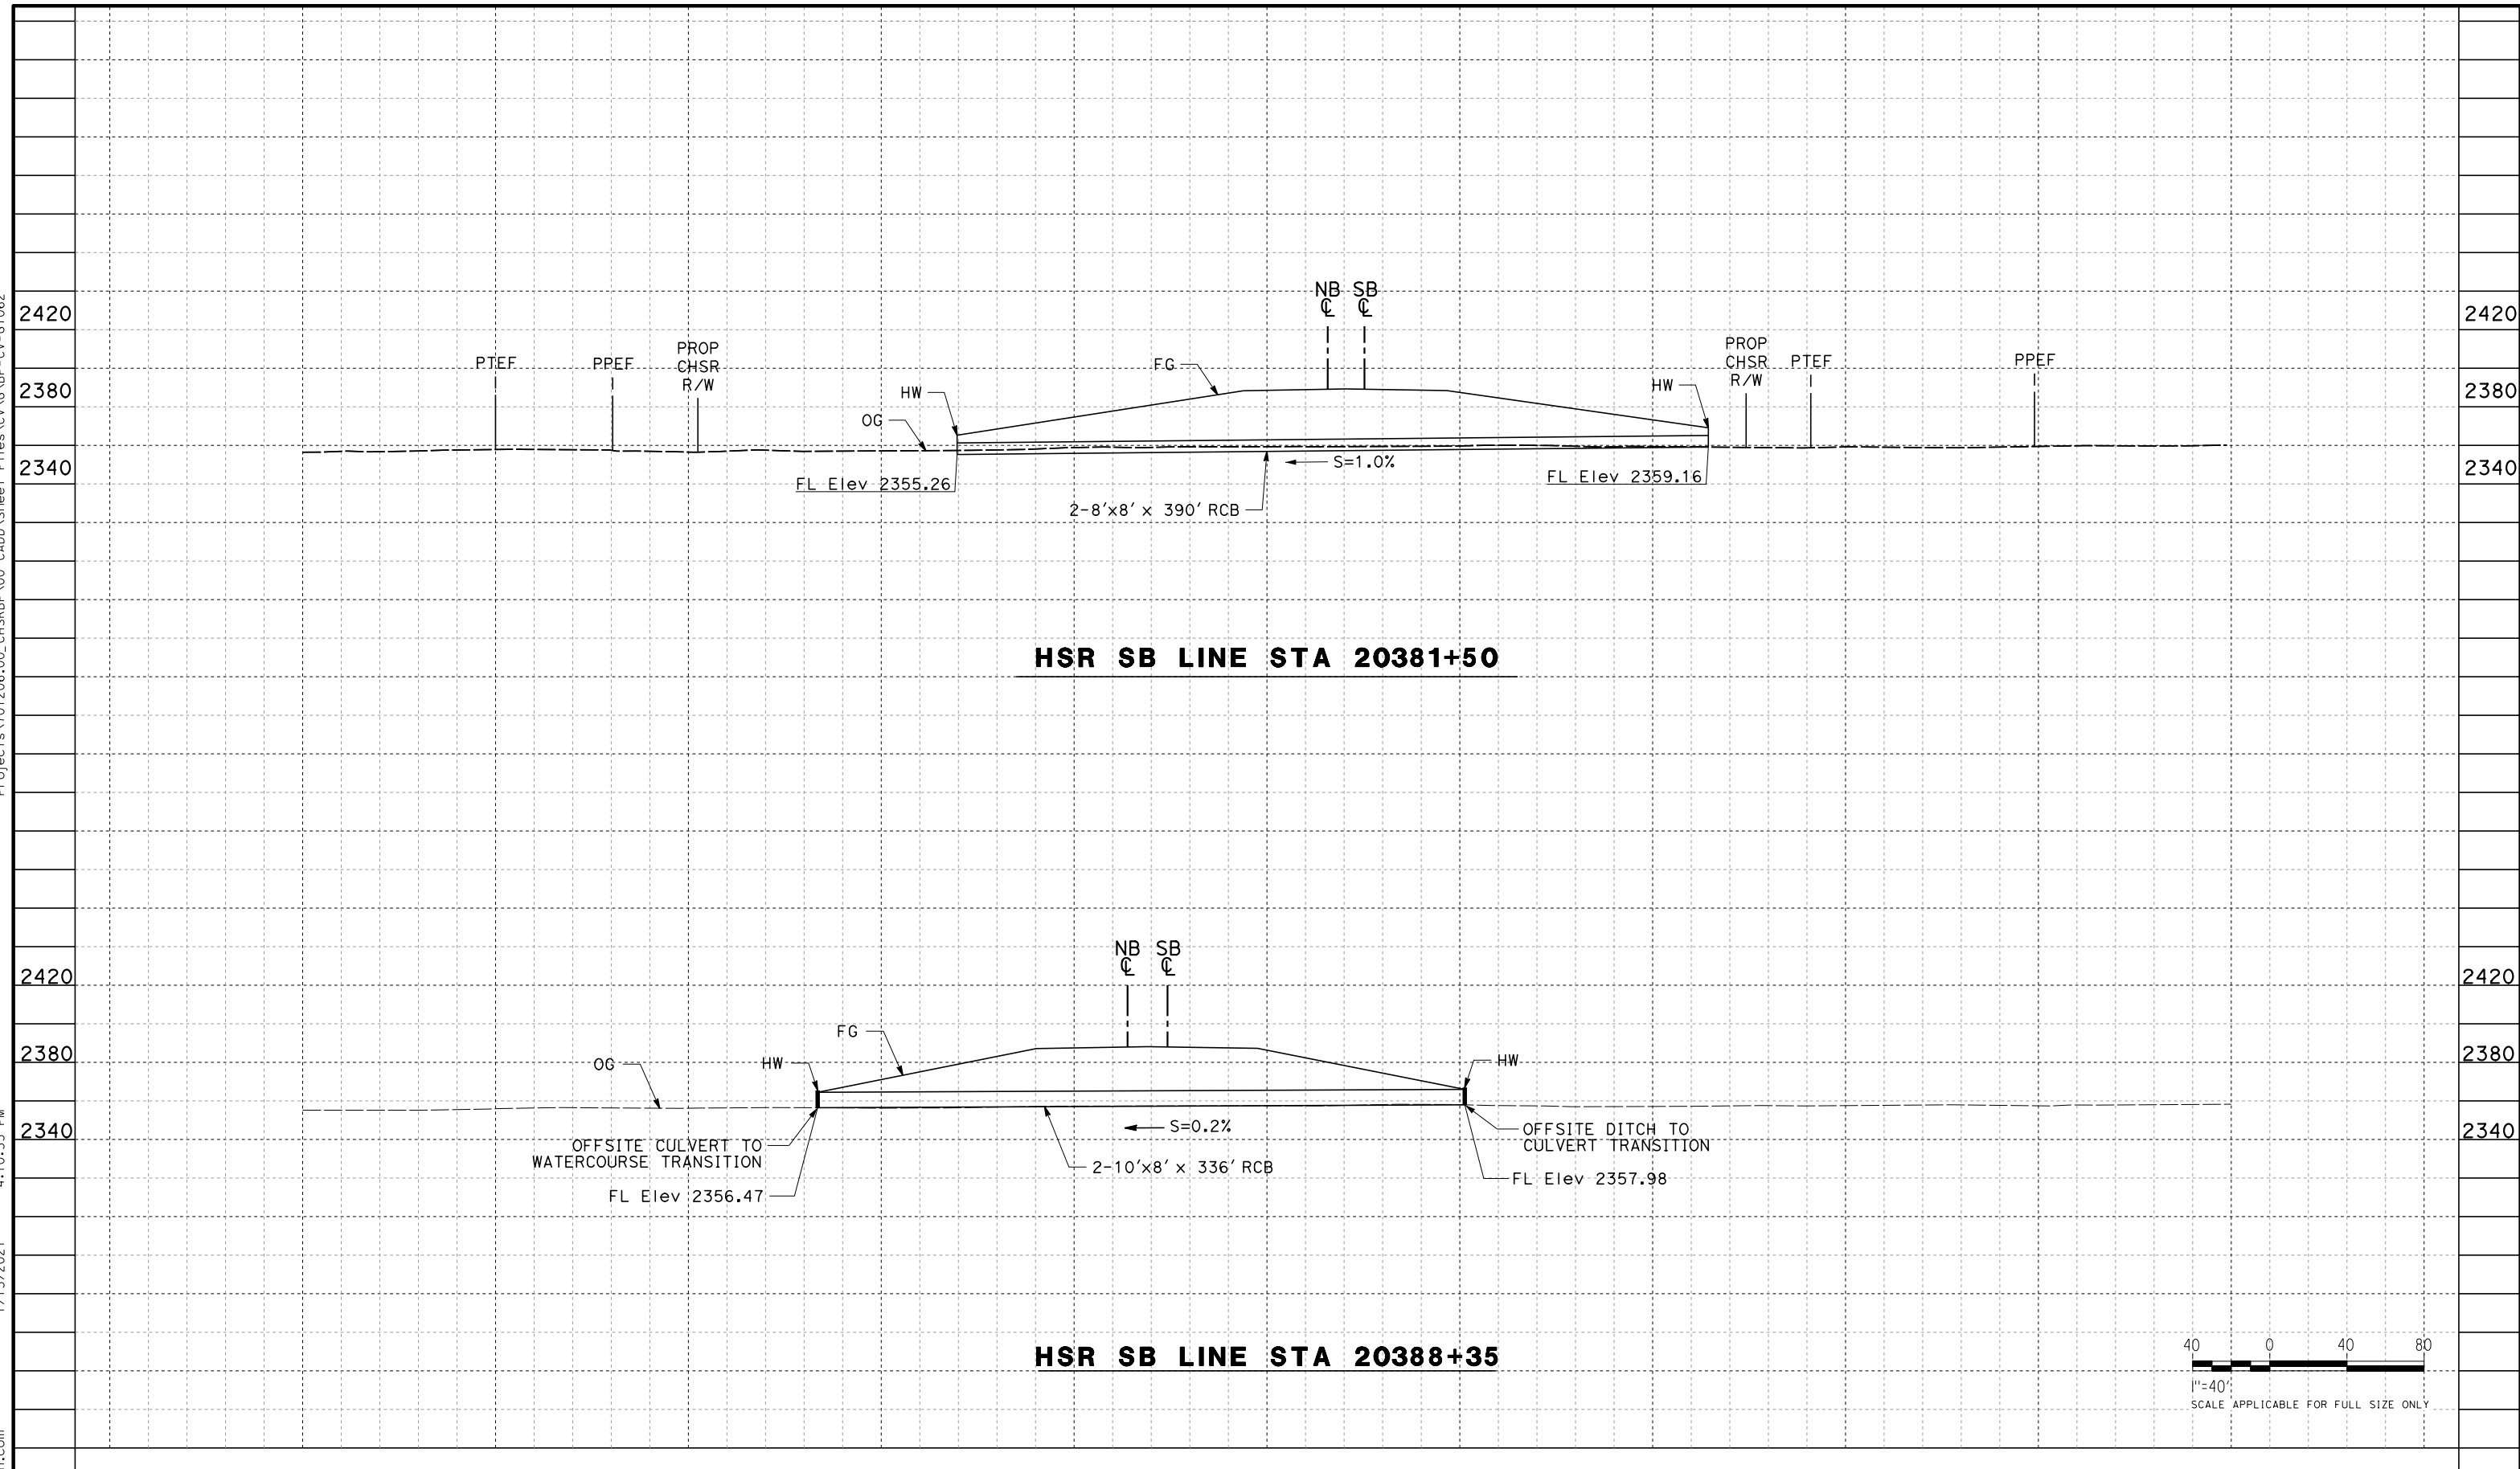 NB SB
℄ ℄
2420
2420
PROP
CHSR
R/W
PTEF
PPEF
PROP
CHSR
R/W
PTEF
PPEF
FG
2380
HW
HW
2380
OG
2340
2340
S=1.0%
FL Elev 2355.26
FL Elev 2359.16
2-8'x8' x 390' RCB
HSR SB LINE STA 20381+50
NB SB
℄ ℄
2420
2420
FG
2380
2380
OG
HW
HW
2340
2340
S=0.2%
OFFSITE CULVERT TO
WATERCOURSE TRANSITION
OFFSITE DITCH TO
CULVERT TRANSITION
2-10'x8' x 336' RCB
FL Elev 2356.47
FL Elev 2357.98
HSR SB LINE STA 20388+35
40 0 40 80
1"=40'
SCALE APPLICABLE FOR FULL SIZE ONLY